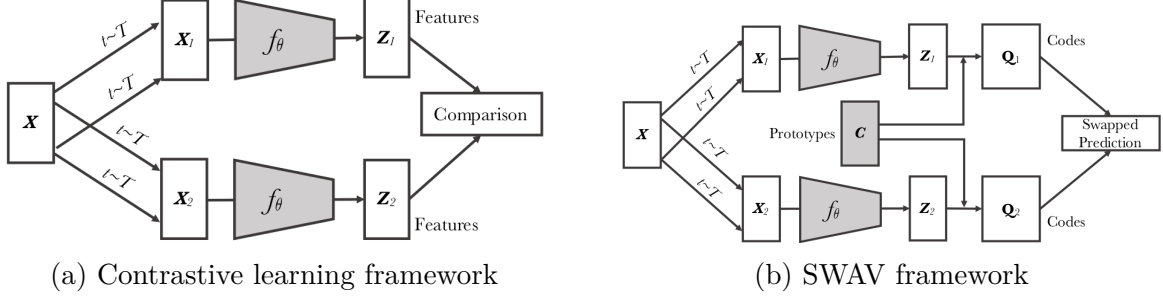 t~T
t~T
t~T
t~T
X
X₁
fθ
Z₁
Features
Comparison
X₂
fθ
Z₂
Features
(a) Contrastive learning framework
t~T
t~T
t~T
t~T
X
X₁
fθ
Z₁
Q₁
Codes
Prototypes
C
Swapped
Prediction
X₂
fθ
Z₂
Q₂
Codes
(b) SWAV framework